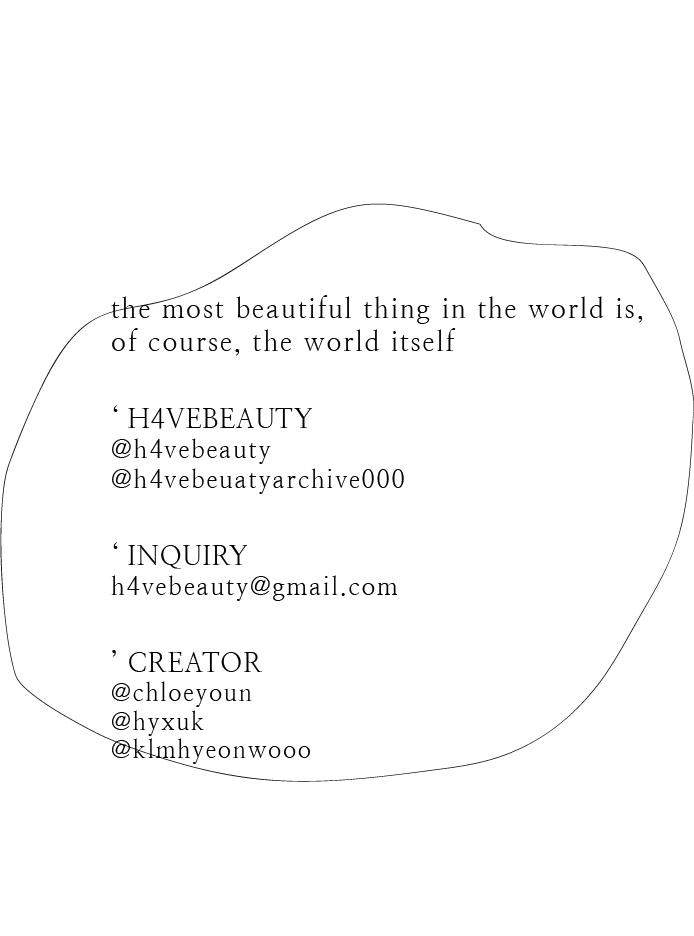 the most beautiful thing in the world is,
of course, the world itself
‘ H4VEBEAUTY
@h4vebeauty
@h4vebeuatyarchive000
‘ INQUIRY
h4vebeauty@gmail.com
’ CREATOR
@chloeyoun
@hyxuk
@klmhyeonwooo